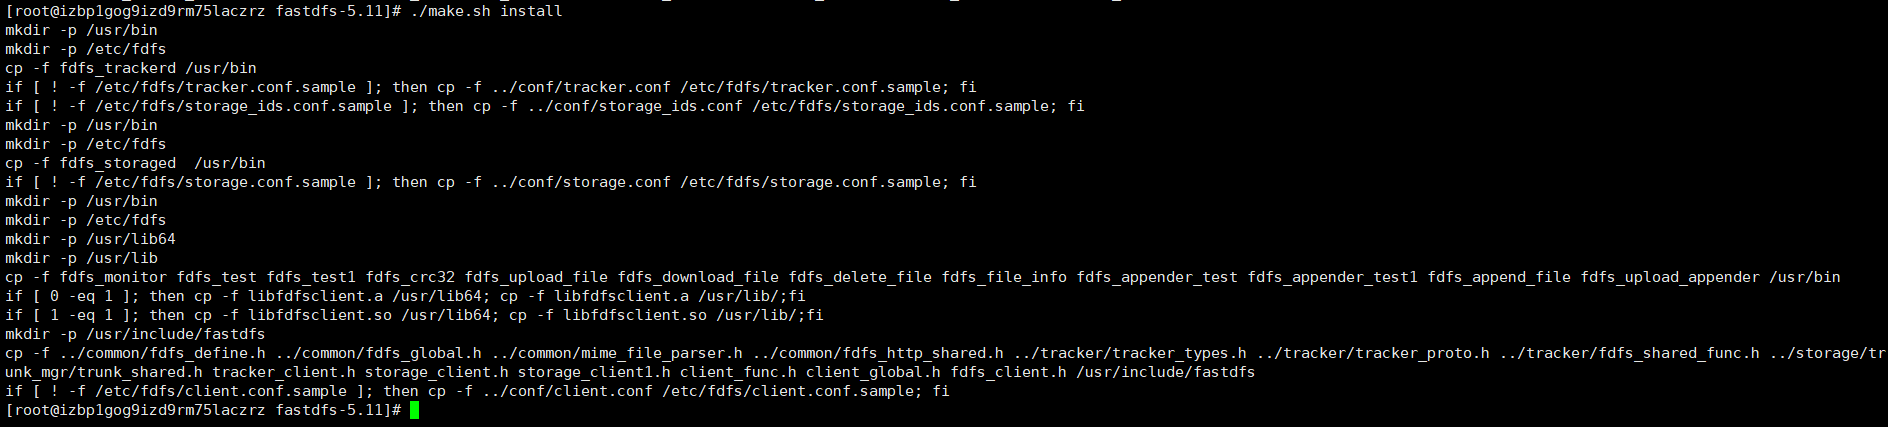 [root@izbp1gog9izd9rm75laczrz fastdfs-5.11]# ./make.sh install
mkdir -p /usr/bin
mkdir -p /etc/fdfs
cp -f fdfs_trackerd /usr/bin
if [ ! -f /etc/fdfs/tracker.conf.sample ]; then cp -f ../conf/tracker.conf /etc/fdfs/tracker.conf.sample; fi
if [ ! -f /etc/fdfs/storage_ids.conf.sample ]; then cp -f ../conf/storage_ids.conf /etc/fdfs/storage_ids.conf.sample; fi
mkdir -p /usr/bin
mkdir -p /etc/fdfs
cp -f fdfs_storaged  /usr/bin
if [ ! -f /etc/fdfs/storage.conf.sample ]; then cp -f ../conf/storage.conf /etc/fdfs/storage.conf.sample; fi
mkdir -p /usr/bin
mkdir -p /etc/fdfs
mkdir -p /usr/lib64
mkdir -p /usr/lib
cp -f fdfs_monitor fdfs_test fdfs_test1 fdfs_crc32 fdfs_upload_file fdfs_download_file fdfs_delete_file fdfs_file_info fdfs_appender_test fdfs_appender_test1 fdfs_append_file fdfs_upload_appender /usr/bin
if [ 0 -eq 1 ]; then cp -f libfdfsclient.a /usr/lib64; cp -f libfdfsclient.a /usr/lib/;fi
if [ 1 -eq 1 ]; then cp -f libfdfsclient.so /usr/lib64; cp -f libfdfsclient.so /usr/lib/;fi
mkdir -p /usr/include/fastdfs
cp -f ../common/fdfs_define.h ../common/fdfs_global.h ../common/mime_file_parser.h ../common/fdfs_http_shared.h ../tracker/tracker_types.h ../tracker/tracker_proto.h ../tracker/fdfs_shared_func.h ../storage/tr
unk_mgr/trunk_shared.h tracker_client.h storage_client.h storage_client1.h client_func.h client_global.h fdfs_client.h /usr/include/fastdfs
if [ ! -f /etc/fdfs/client.conf.sample ]; then cp -f ../conf/client.conf /etc/fdfs/client.conf.sample; fi
[root@izbp1gog9izd9rm75laczrz fastdfs-5.11]#